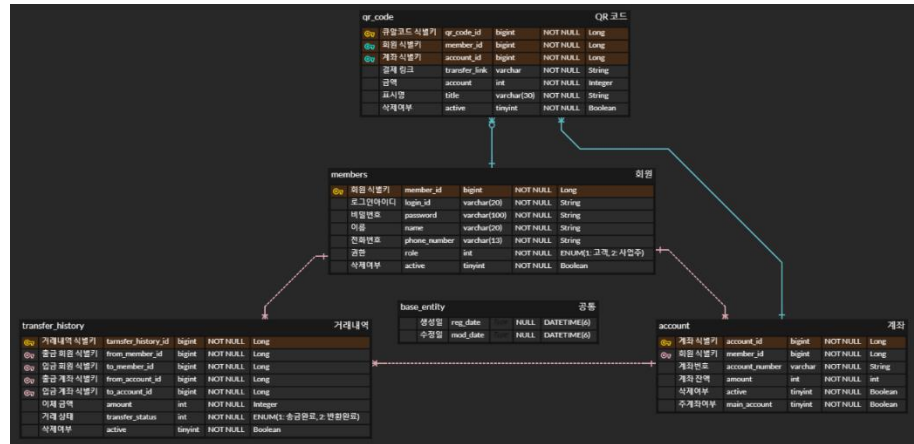 qr_code QR 코드
큐알코드 식별키 qr_code_id bigint NOT NULL Long
회원 식별키 member_id bigint NOT NULL Long
계좌 식별키 account_id bigint NOT NULL Long
결제 링크 transfer_link varchar NOT NULL String
금액 account int NOT NULL Integer
표시명 title varchar(30) NOT NULL String
삭제여부 active tinyint NOT NULL Boolean
members 회원
회원 식별키 member_id bigint NOT NULL Long
로그인아이디 login_id varchar(20) NOT NULL String
비밀번호 password varchar(100) NOT NULL String
이름 name varchar(20) NOT NULL String
전화번호 phone_number varchar(13) NOT NULL String
권한 role int NOT NULL ENUM(1: 고객, 2: 사업주)
삭제여부 active tinyint NOT NULL Boolean
base_entity 공통
생성일 reg_date NULL DATETIME(6)
수정일 mod_date NULL DATETIME(6)
transfer_history 거래내역
거래내역 식별키 tarnsfer_history_id bigint NOT NULL Long
출금 회원 식별키 from_member_id bigint NOT NULL Long
입금 회원 식별키 to_member_id bigint NOT NULL Long
출금 계좌 식별키 from_account_id bigint NOT NULL Long
입금 계좌 식별키 to_account_id bigint NOT NULL Long
이체 금액 amount int NOT NULL Integer
거래 상태 transfer_status int NOT NULL ENUM(1: 송금완료, 2: 반환완료)
삭제여부 active tinyint NOT NULL Boolean
account 계좌
계좌 식별키 account_id bigint NOT NULL Long
회원 식별키 member_id bigint NOT NULL Long
계좌번호 account_number varchar NOT NULL String
계좌 잔액 amount int NOT NULL int
삭제여부 active tinyint NOT NULL Boolean
주계좌여부 main_account tinyint NOT NULL Boolean